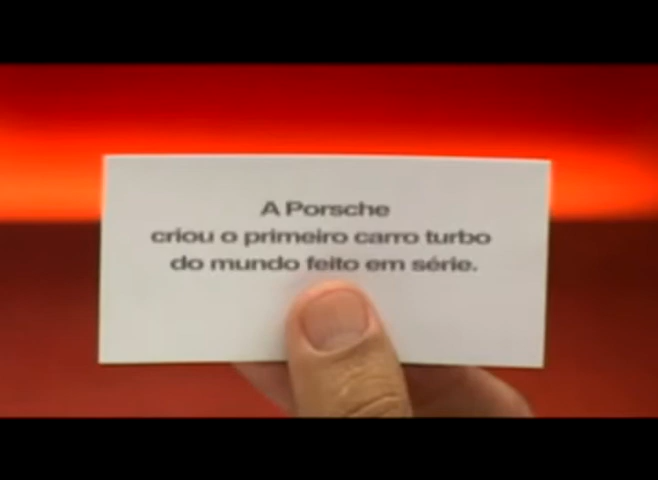 A Porsche
criou o primeiro carro turbo
do mundo feito em série.